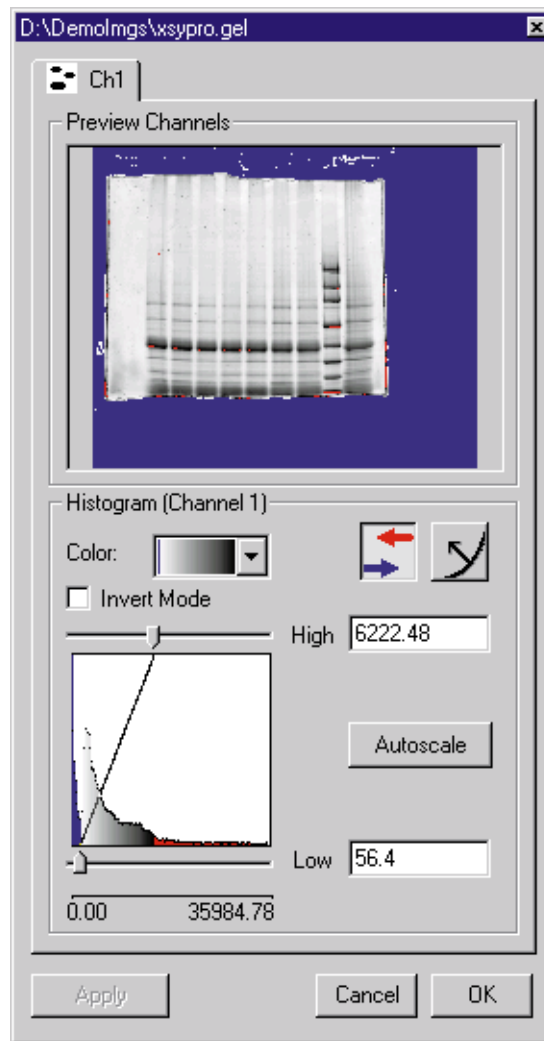 D:\DemoImgs\xsypro.gel
Ch1
Preview Channels
Histogram (Channel 1)
Color:
Invert Mode
High 6222.48
Autoscale
Low 56.4
0.00 35984.78
Apply Cancel OK